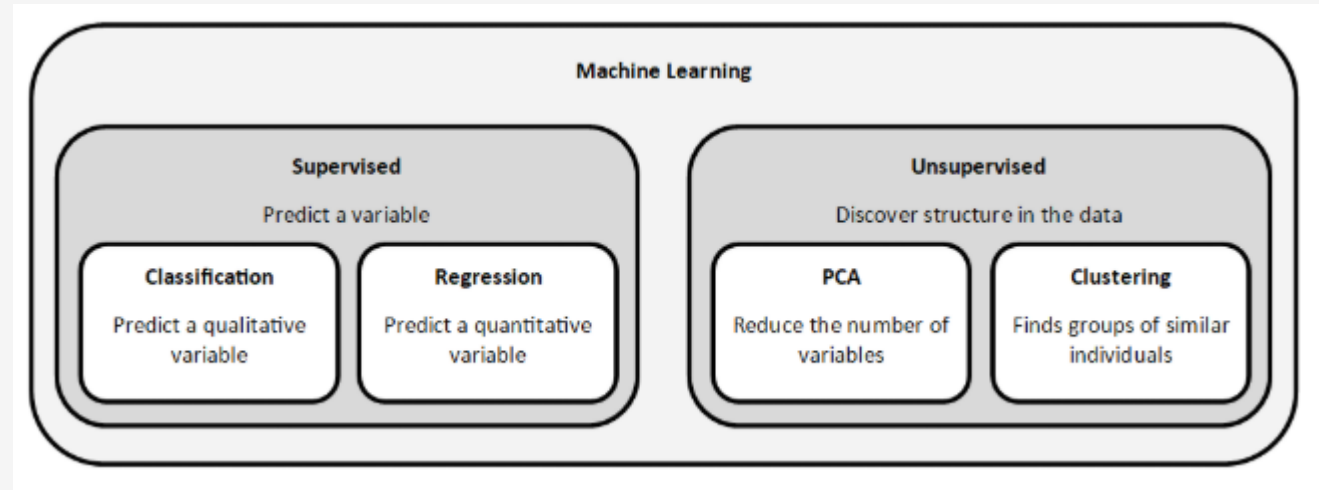 Machine Learning
Supervised
Predict a variable
Classification
Predict a qualitative
variable
Regression
Predict a quantitative
variable
Unsupervised
Discover structure in the data
PCA
Reduce the number of
variables
Clustering
Finds groups of similar
individuals